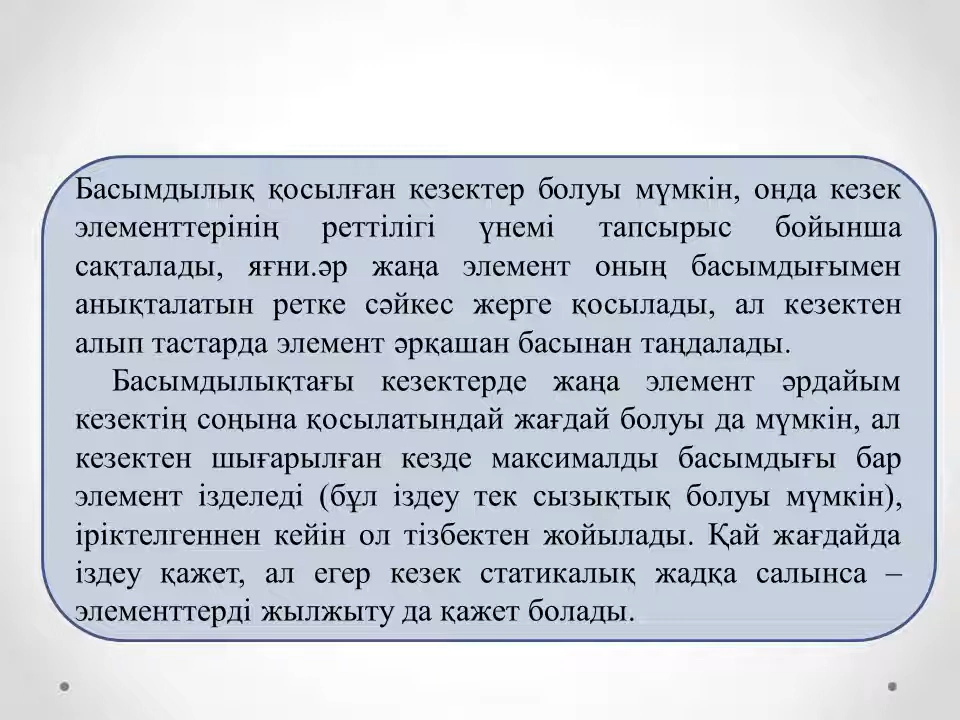 Басымдылық қосылған кезектер болуы мүмкін, онда кезек
элементтерінің реттілігі үнемі тапсырыс бойынша
сақталады, яғни.әр жаңа элемент оның басымдығымен
анықталатын ретке сәйкес жерге қосылады, ал кезектен
алып тастарда элемент әрқашан басынан таңдалады.
Басымдылықтағы кезектерде жаңа элемент әрдайым
кезектің соңына қосылатындай жағдай болуы да мүмкін, ал
кезектен шығарылған кезде максималды басымдығы бар
элемент ізделеді (бұл іздеу тек сызықтық болуы мүмкін),
іріктелгеннен кейін ол тізбектен жойылады. Қай жағдайда
іздеу қажет, ал егер кезек статикалық жадқа салынса –
элементтерді жылжыту да қажет болады.